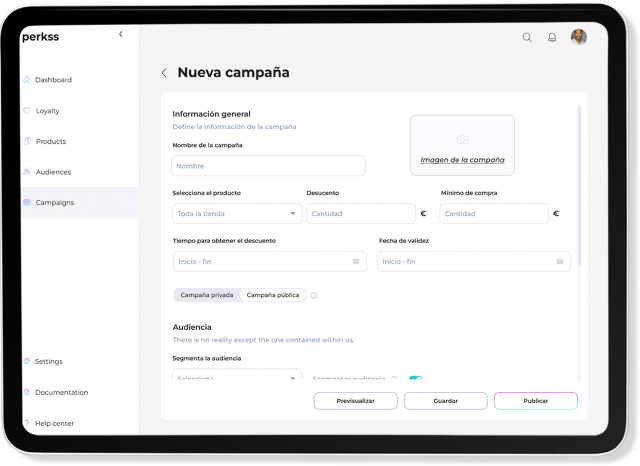 perkss
Dashboard
Loyalty
Products
Audiences
Campaigns
Settings
Documentation
Help center
Nueva campaña
Información general
Define la información de la campaña
Nombre de la campaña
Nombre
Imagen de la campaña
Selecciona el producto
Desucento
Mínimo de compra
Toda la tienda
Cantidad
€
Cantidad
€
Tiempo para obtener el descuento
Fecha de validez
Inicio - fin
Inicio - fin
Campaña privada
Campaña pública
Audiencia
There is no reality except the one contained within us.
Segmenta la audiencia
Selecciona
Segmentar audiencia
Previsualizar
Guardar
Publicar